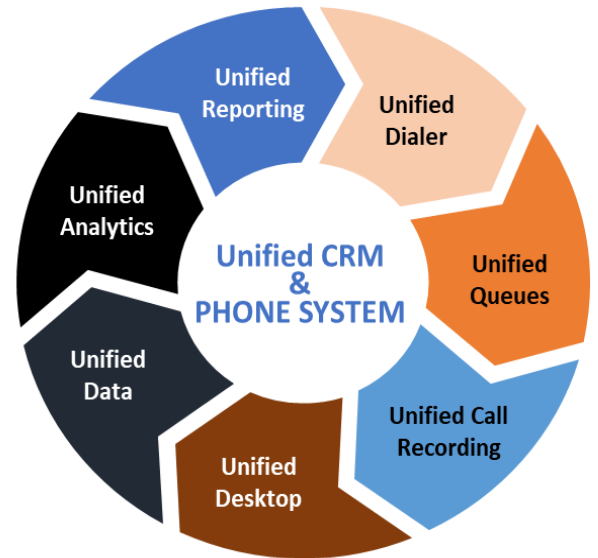 Unified
Reporting
Unified
Dialer
Unified
Queues
Unified Call
Recording
Unified
Desktop
Unified
Data
Unified
Analytics
Unified CRM
&
PHONE SYSTEM